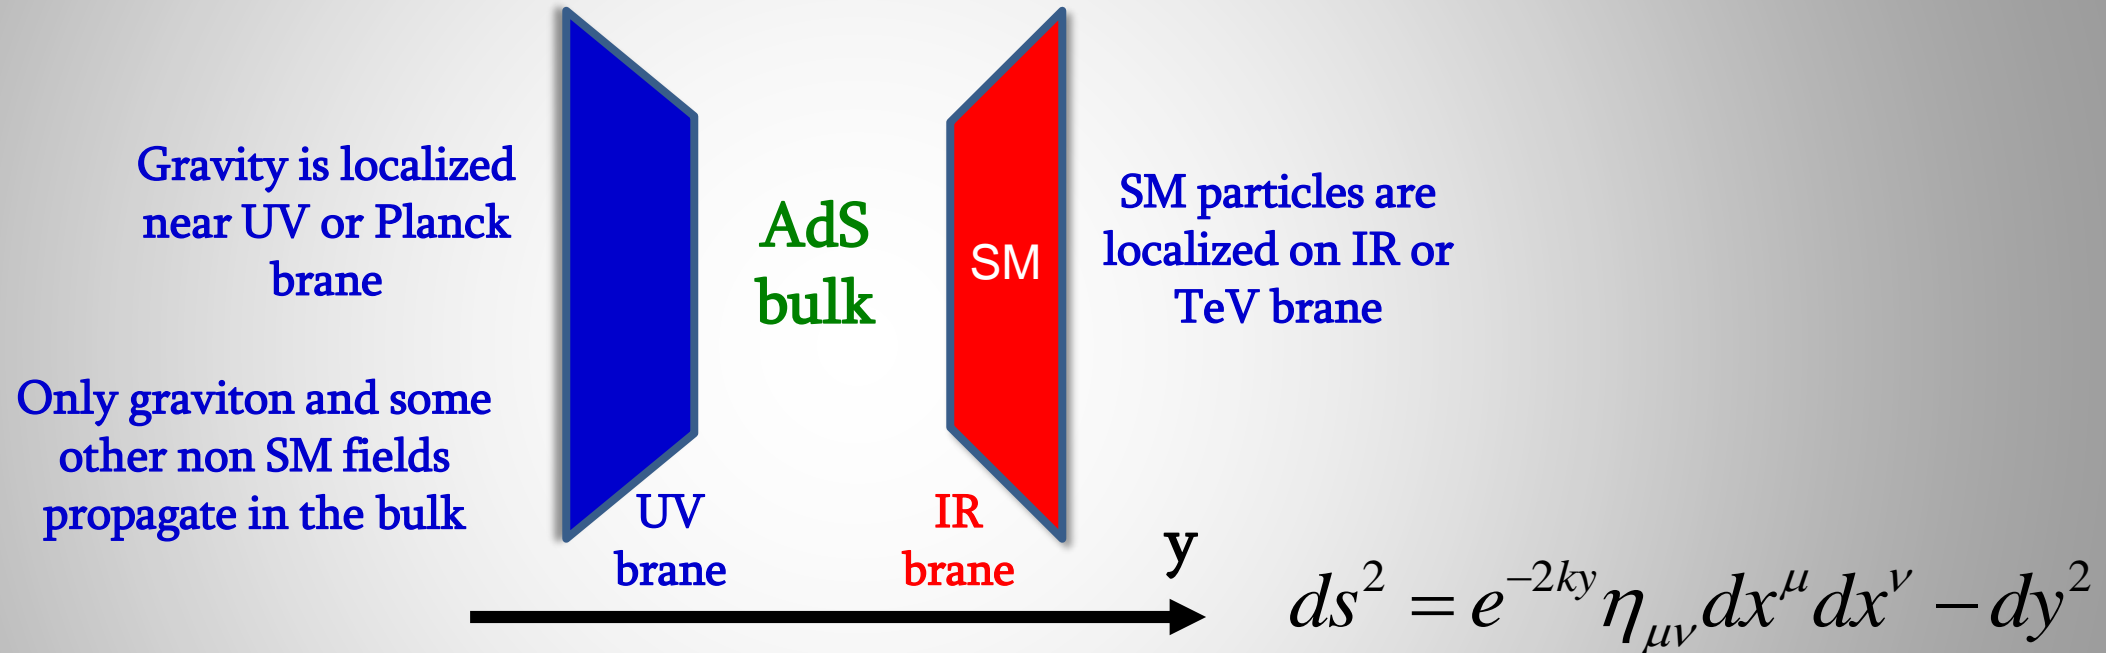 Gravity is localized
near UV or Planck
brane
Only graviton and some
other non SM fields
propagate in the bulk
UV
brane
AdS
bulk
SM
IR
brane
SM particles are
localized on IR or
TeV brane
y
ds² = e^{−2ky} η_{μν} dx^μ dx^ν − dy²